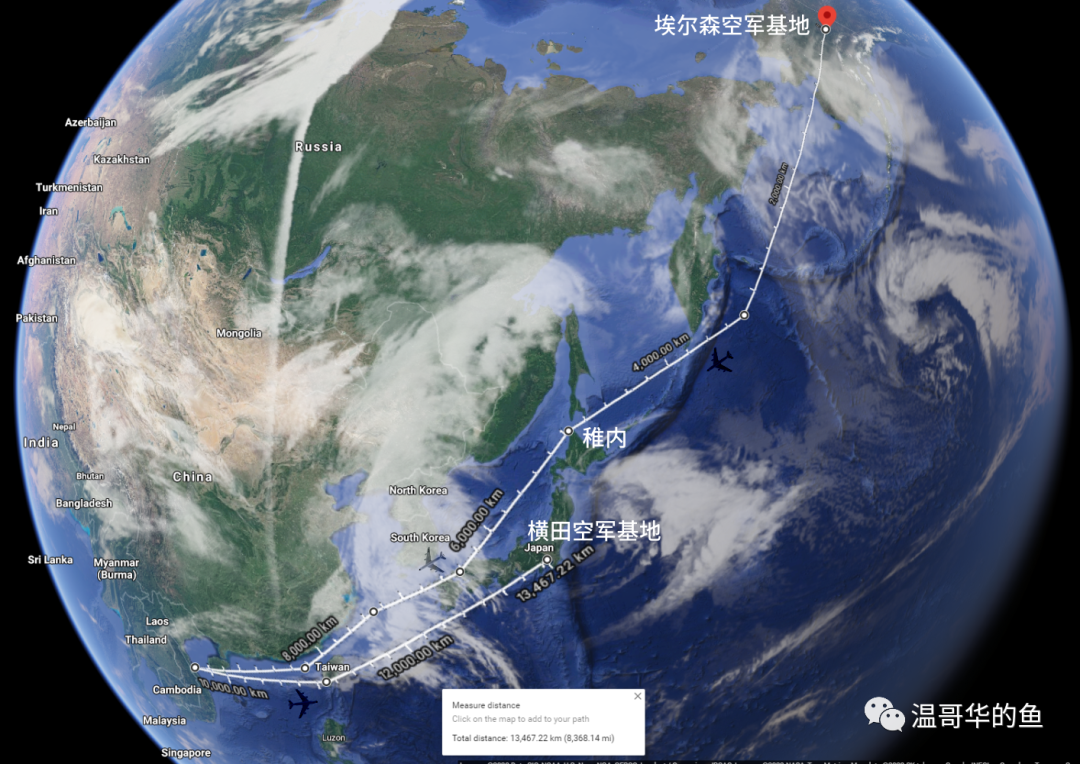 埃尔森空军基地
Azerbaijan
Russia
Kazakhstan
2,000.00 km
Turkmenistan
Iran
Afghanistan
Pakistan
Mongolia
4,000.00 km
Nepal
稚内
India
Bhutan
China
North Korea
Bangladesh
6,000.00 km
横田空军基地
South Korea
Japan
Sri Lanka
Myanmar
(Burma)
13,467.22 km
Laos
Thailand
8,000.00 km
Taiwan
12,000.00 km
Cambodia
10,000.00 km
Malaysia
Luzon
Singapore
Measure distance
Click on the map to add to your path
Total distance: 13,467.22 km (8,368.14 mi)
温哥华的鱼